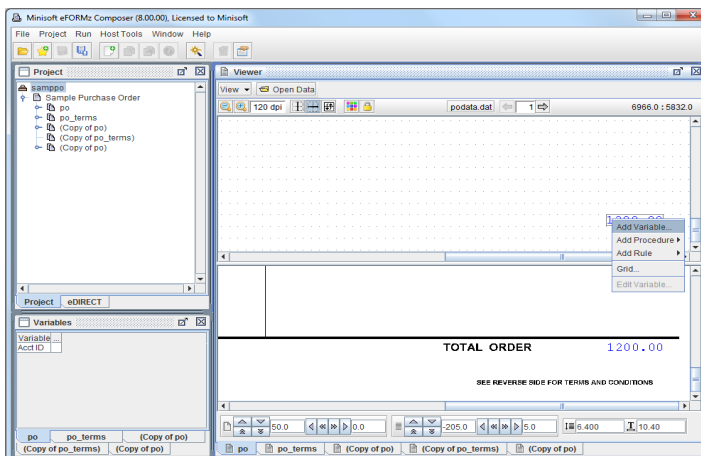 Minisoft eFORMz Composer (8.00.00), Licensed to Minisoft
File Project Run Host Tools Window Help
Project
samppo
Sample Purchase Order
po
po_terms
(Copy of po)
(Copy of po_terms)
(Copy of po)
Project eDIRECT
Variables
Variable ...
Acct ID
po po_terms (Copy of po)
(Copy of po_terms) (Copy of po)
Viewer
View Open Data
120 dpi podata.dat 1 6966.0 : 5832.0
1200.00
Add Variable...
Add Procedure
Add Rule
Grid...
Edit Variable...
TOTAL ORDER 1200.00
SEE REVERSE SIDE FOR TERMS AND CONDITIONS
50.0 0.0 -205.0 5.0 6.400 10.40
po po_terms (Copy of po) (Copy of po_terms) (Copy of po)